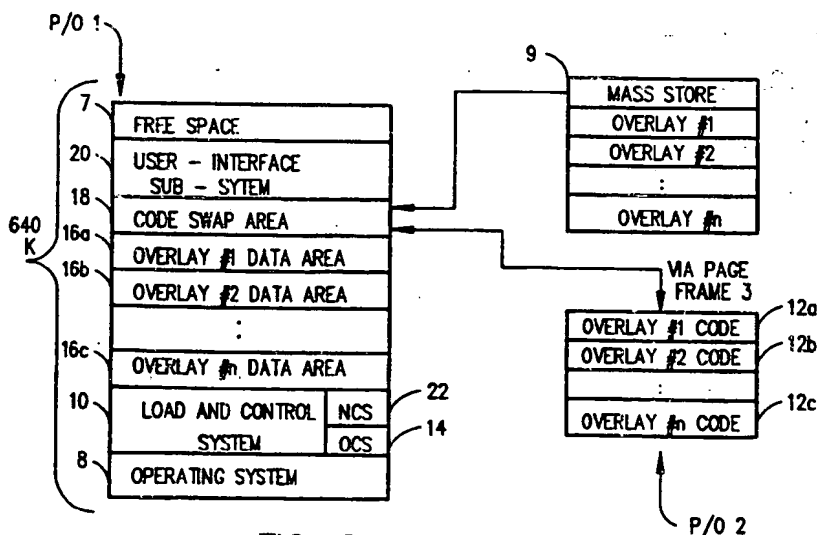 P/O 1
9
7
FREE SPACE
MASS STORE
OVERLAY #1
20
USER - INTERFACE
SUB - SYTEM
OVERLAY #2
:
18
CODE SWAP AREA
OVERLAY #n
640
K
16a
OVERLAY #1 DATA AREA
16b
OVERLAY #2 DATA AREA
VIA PAGE
FRAME 3
:
OVERLAY #1 CODE
12a
OVERLAY #2 CODE
12b
16c
OVERLAY #n DATA AREA
:
10
LOAD AND CONTROL
SYSTEM
NCS
22
OCS
14
OVERLAY #n CODE
12c
8
OPERATING SYSTEM
P/O 2